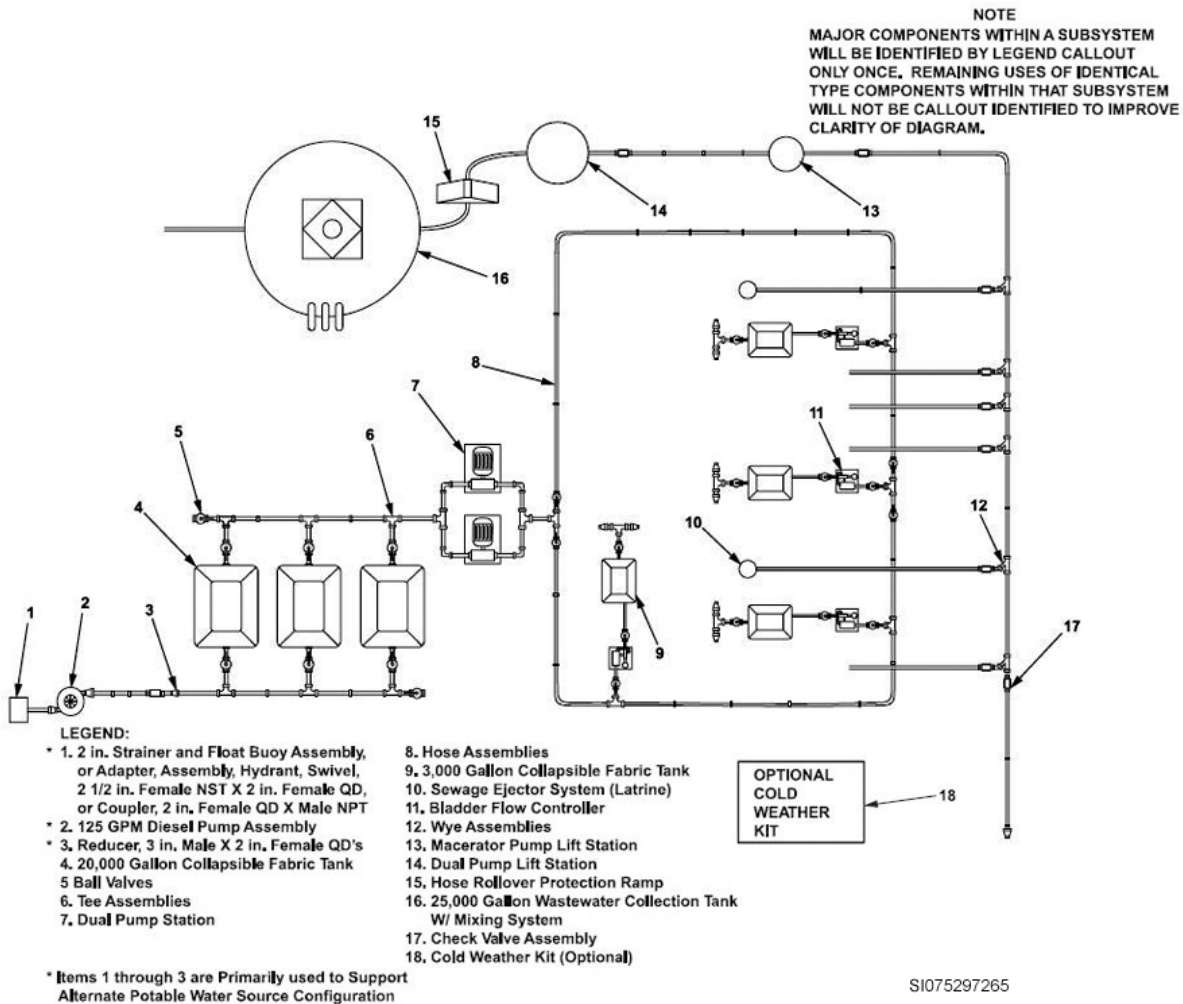 NOTE
MAJOR COMPONENTS WITHIN A SUBSYSTEM
WILL BE IDENTIFIED BY LEGEND CALLOUT
ONLY ONCE. REMAINING USES OF IDENTICAL
TYPE COMPONENTS WITHIN THAT SUBSYSTEM
WILL NOT BE CALLOUT IDENTIFIED TO IMPROVE
CLARITY OF DIAGRAM.
15
14
13
16
8
7
11
5
6
12
4
10
1
2
3
9
17
LEGEND:
* 1. 2 in. Strainer and Float Buoy Assembly,
or Adapter, Assembly, Hydrant, Swivel,
2 1/2 in. Female NST X 2 in. Female QD,
or Coupler, 2 in. Female QD X Male NPT
* 2. 125 GPM Diesel Pump Assembly
* 3. Reducer, 3 in. Male X 2 in. Female QD's
4. 20,000 Gallon Collapsible Fabric Tank
5 Ball Valves
6. Tee Assemblies
7. Dual Pump Station
8. Hose Assemblies
9. 3,000 Gallon Collapsible Fabric Tank
10. Sewage Ejector System (Latrine)
11. Bladder Flow Controller
12. Wye Assemblies
13. Macerator Pump Lift Station
14. Dual Pump Lift Station
15. Hose Rollover Protection Ramp
16. 25,000 Gallon Wastewater Collection Tank
W/ Mixing System
17. Check Valve Assembly
18. Cold Weather Kit (Optional)
OPTIONAL
COLD
WEATHER
KIT
18
* Items 1 through 3 are Primarily used to Support
Alternate Potable Water Source Configuration
SI075297265